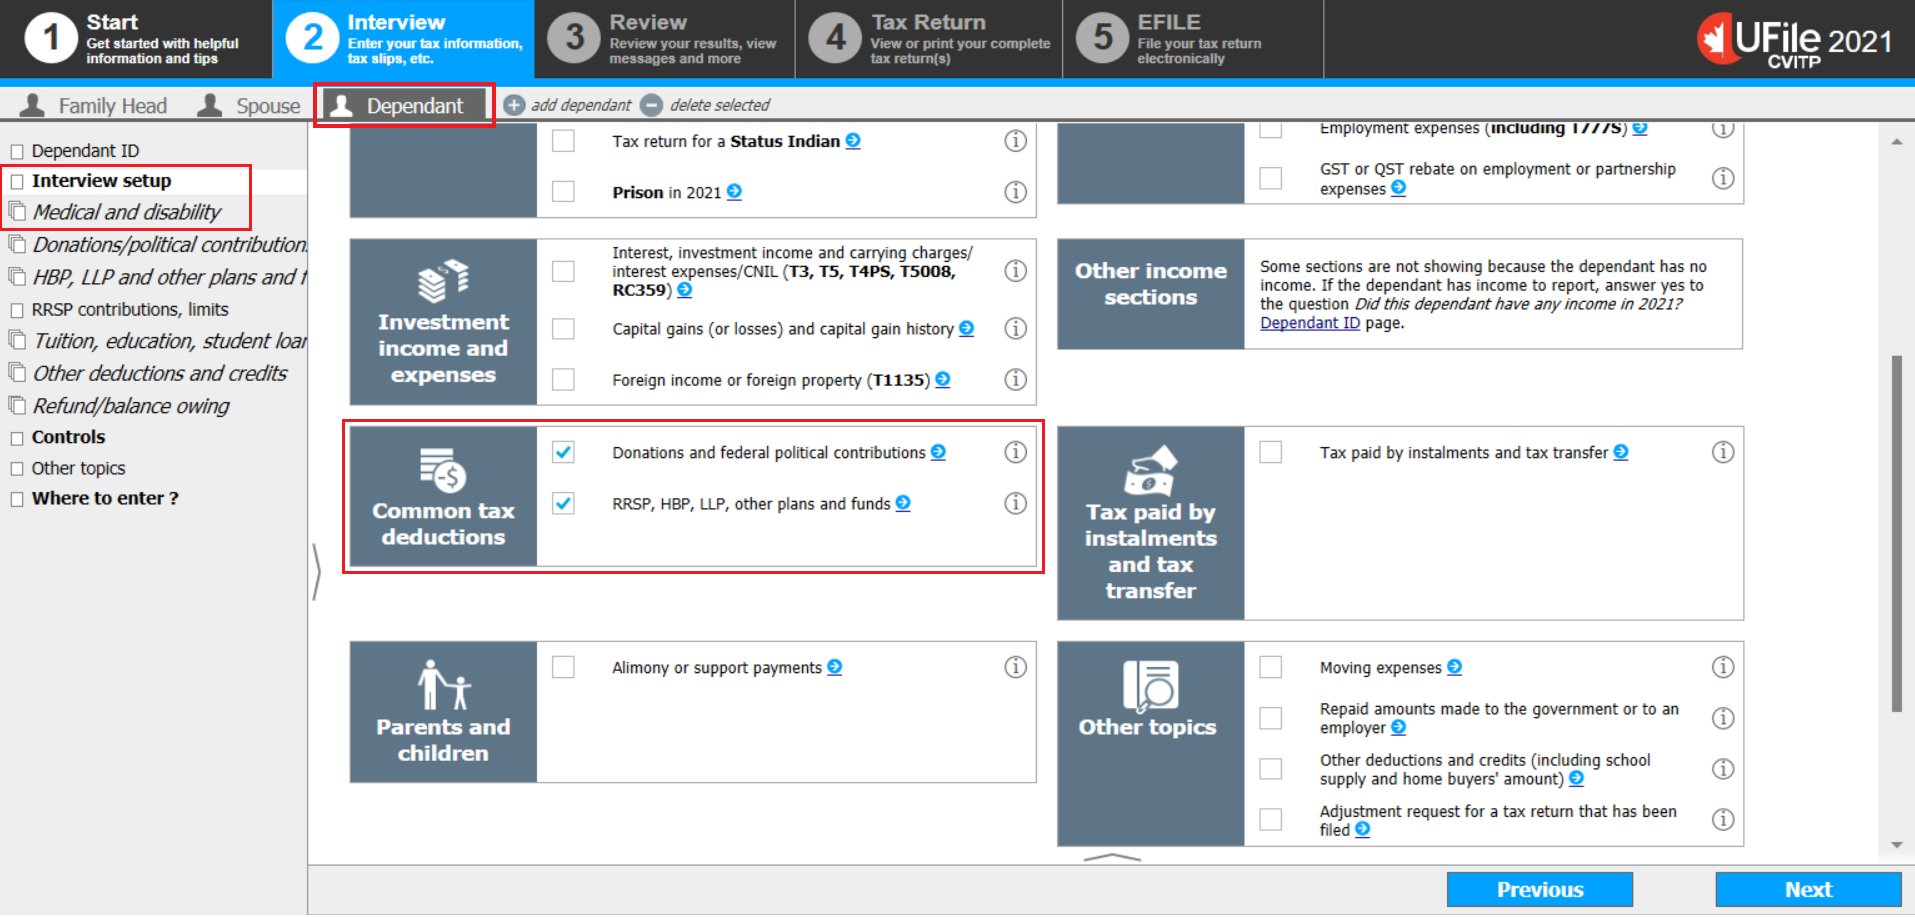 1
Start
Get started with helpful
information and tips
2
Interview
Enter your tax information,
tax slips, etc.
3
Review
Review your results, view
messages and more
4
Tax Return
View or print your complete
tax return(s)
5
EFILE
File your tax return
electronically
UFile 2021
CVITP
Family Head
Spouse
Dependant
add dependant
delete selected
Dependant ID
Interview setup
Medical and disability
Donations/political contribution
HBP, LLP and other plans and f
RRSP contributions, limits
Tuition, education, student loan
Other deductions and credits
Refund/balance owing
Controls
Other topics
Where to enter ?
Tax return for a Status Indian
Prison in 2021
Employment expenses (including T777S)
GST or QST rebate on employment or partnership
expenses
Investment
income and
expenses
Interest, investment income and carrying charges/
interest expenses/CNIL (T3, T5, T4PS, T5008,
RC359)
Capital gains (or losses) and capital gain history
Foreign income or foreign property (T1135)
Other income
sections
Some sections are not showing because the dependant has no
income. If the dependant has income to report, answer yes to
the question Did this dependant have any income in 2021?
Dependant ID page.
Common tax
deductions
Donations and federal political contributions
RRSP, HBP, LLP, other plans and funds
Tax paid by
instalments
and tax
transfer
Tax paid by instalments and tax transfer
Parents and
children
Alimony or support payments
Other topics
Moving expenses
Repaid amounts made to the government or to an
employer
Other deductions and credits (including school
supply and home buyers' amount)
Adjustment request for a tax return that has been
filed
Previous
Next